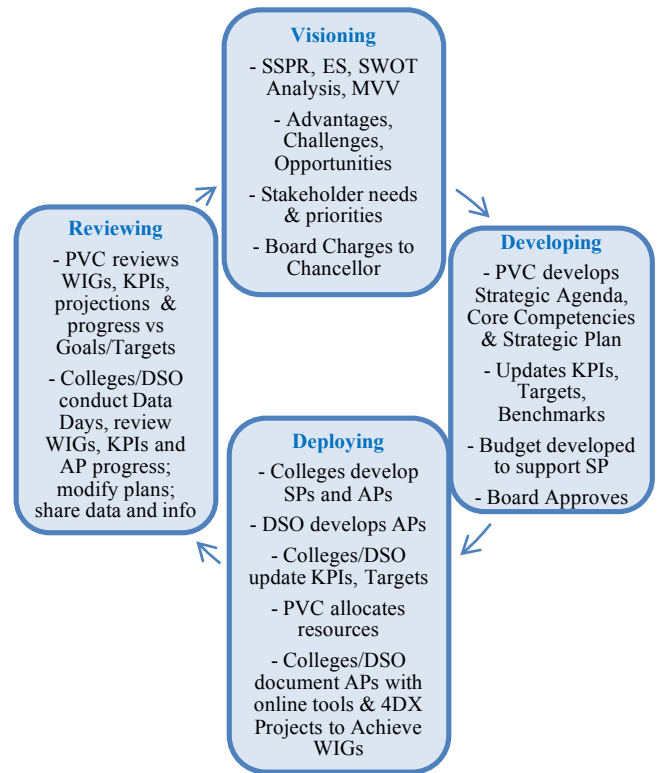 Visioning
- SSPR, ES, SWOT
Analysis, MVV
- Advantages,
Challenges,
Opportunities
- Stakeholder needs
& priorities
- Board Charges to
Chancellor
Developing
- PVC develops
Strategic Agenda,
Core Competencies
& Strategic Plan
- Updates KPIs,
Targets,
Benchmarks
- Budget developed
to support SP
- Board Approves
Deploying
- Colleges develop
SPs and APs
- DSO develops APs
- Colleges/DSO
update KPIs, Targets
- PVC allocates
resources
- Colleges/DSO
document APs with
online tools & 4DX
Projects to Achieve
WIGs
Reviewing
- PVC reviews
WIGs, KPIs,
projections & 
progress vs
Goals/Targets
- Colleges/DSO
conduct Data
Days, review
WIGs, KPIs and
AP progress;
modify plans;
share data and info